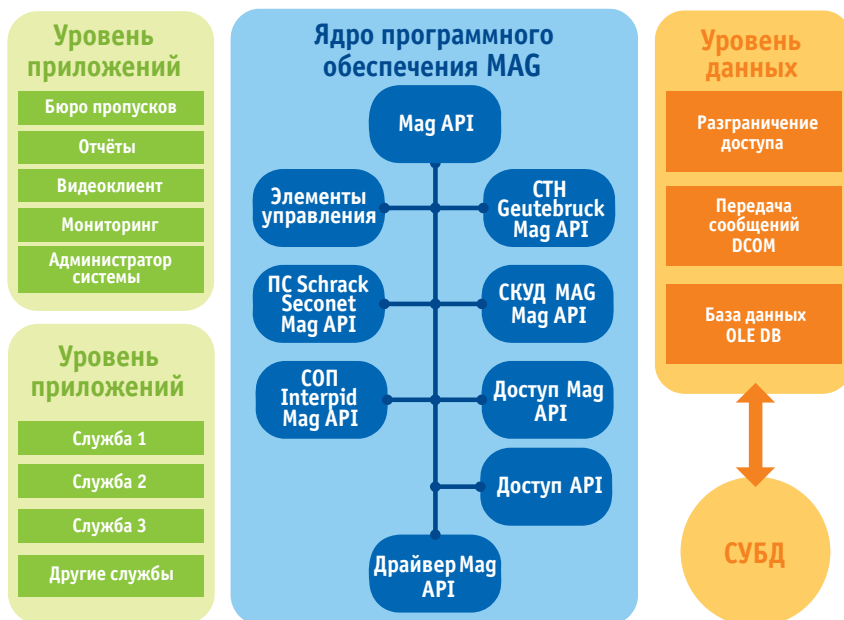 Уровень
приложений
Бюро пропусков
Отчёты
Видеоклиент
Мониторинг
Администратор
системы
Уровень
приложений
Служба 1
Служба 2
Служба 3
Другие службы
Ядро программного
обеспечения MAG
Mag API
Элементы
управления
СТН
Geutebruck
Mag API
ПС Schrack
Seconet
Mag API
СКУД MAG
Mag API
СОП
Interpid
Mag API
Доступ Mag
API
Доступ API
Драйвер Mag
API
Уровень
данных
Разграничение
доступа
Передача
сообщений
DCOM
База данных
OLE DB
СУБД